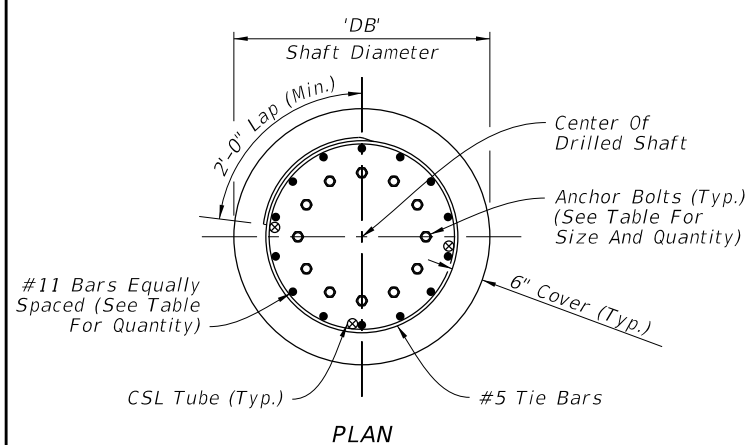 'DB'
Shaft Diameter
2'-0" Lap (Min.)
Center Of
Drilled Shaft
Anchor Bolts (Typ.)
(See Table For
Size And Quantity)
#11 Bars Equally
Spaced (See Table
For Quantity)
6" Cover (Typ.)
CSL Tube (Typ.)
#5 Tie Bars
PLAN